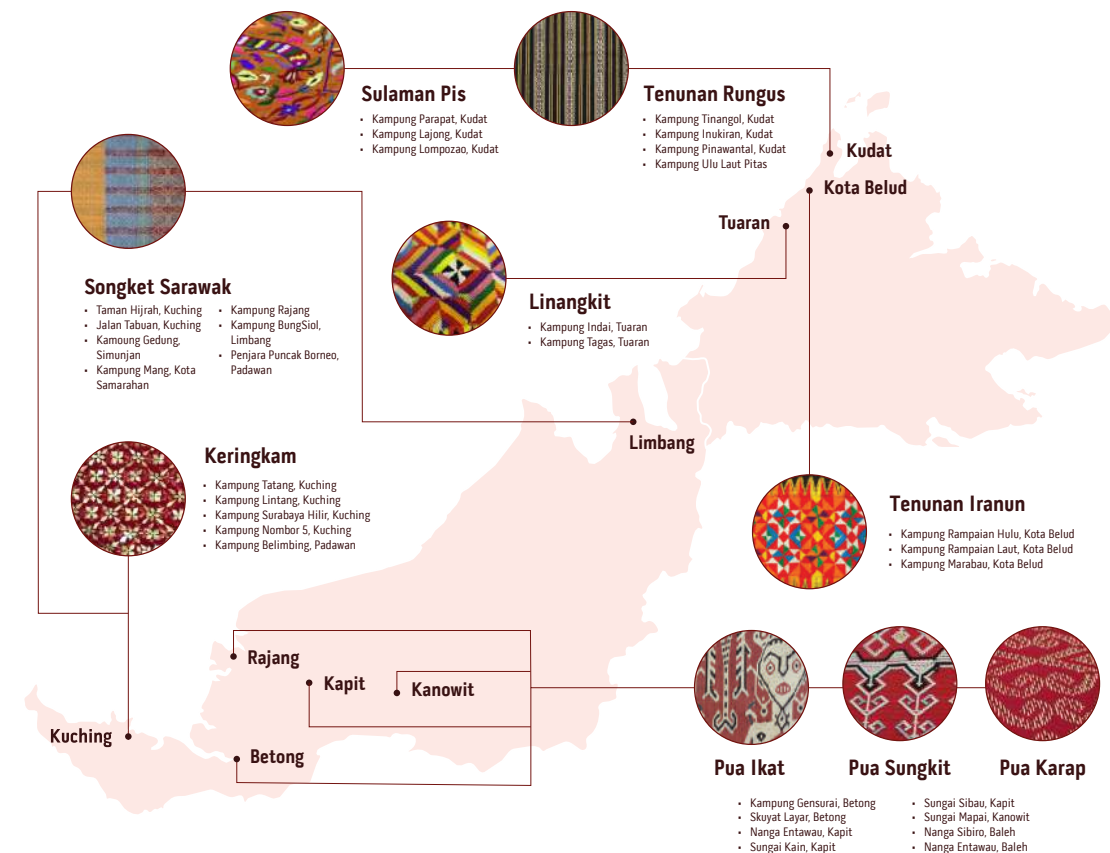 Sulaman Pis
• Kampung Parapat, Kudat
• Kampung Lajong, Kudat
• Kampung Lompozao, Kudat
Tenunan Rungus
• Kampung Tinangol, Kudat
• Kampung Inukiran, Kudat
• Kampung Pinawantal, Kudat
• Kampung Ulu Laut Pitas
Kudat
Kota Belud
Tuaran
Songket Sarawak
• Taman Hijrah, Kuching
• Jalan Tabuan, Kuching
• Kamoung Gedung,
Simunjan
• Kampung Mang, Kota
Samarahan
• Kampung Rajang
• Kampung BungSiol,
Limbang
• Penjara Puncak Borneo,
Padawan
Linangkit
• Kampung Indai, Tuaran
• Kampung Tagas, Tuaran
Limbang
Keringkam
• Kampung Tatang, Kuching
• Kampung Lintang, Kuching
• Kampung Surabaya Hilir, Kuching
• Kampung Nombor 5, Kuching
• Kampung Belimbing, Padawan
Tenunan Iranun
• Kampung Rampaian Hulu, Kota Belud
• Kampung Rampaian Laut, Kota Belud
• Kampung Marabau, Kota Belud
Rajang
Kapit
Kanowit
Kuching
Betong
Pua Ikat
Pua Sungkit
Pua Karap
• Kampung Gensurai, Betong
• Skuyat Layar, Betong
• Nanga Entawau, Kapit
• Sungai Kain, Kapit
• Sungai Sibau, Kapit
• Sungai Mapai, Kanowit
• Nanga Sibiro, Baleh
• Nanga Entawau, Baleh